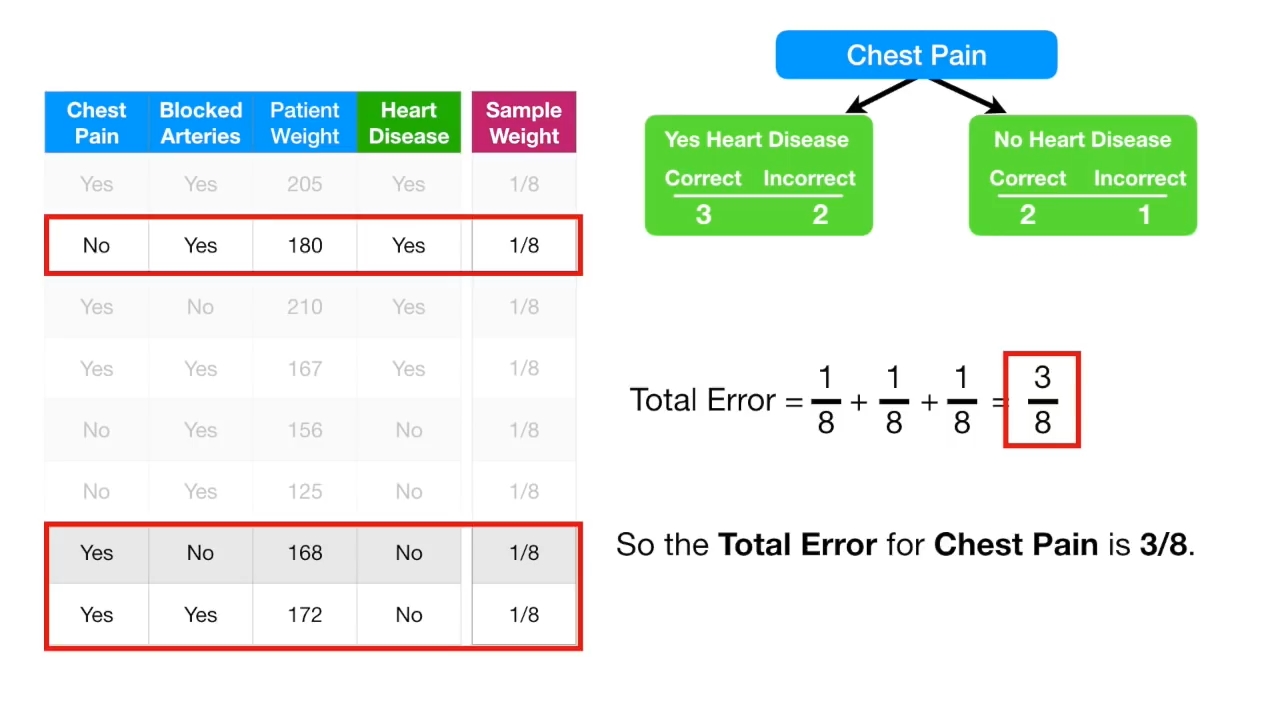 Chest Pain Blocked Arteries Patient Weight Heart Disease Sample Weight
Yes Yes 205 Yes 1/8
No Yes 180 Yes 1/8
Yes No 210 Yes 1/8
Yes Yes 167 Yes 1/8
No Yes 156 No 1/8
No Yes 125 No 1/8
Yes No 168 No 1/8
Yes Yes 172 No 1/8
Chest Pain
Yes Heart Disease
Correct Incorrect
3 2
No Heart Disease
Correct Incorrect
2 1
Total Error = 1/8 + 1/8 + 1/8 = 3/8
So the Total Error for Chest Pain is 3/8.